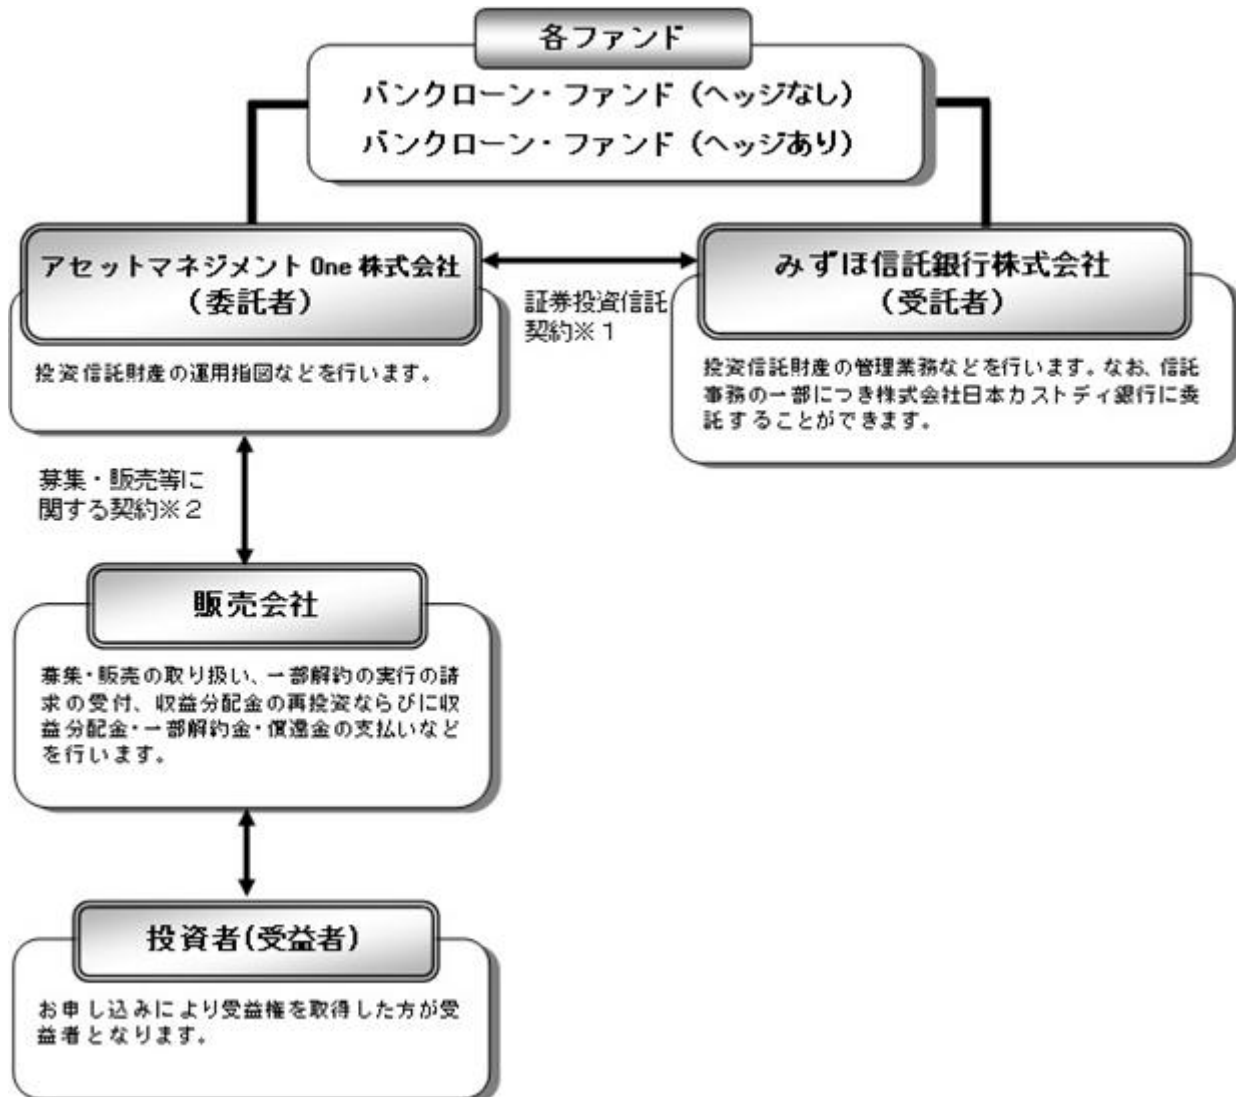 各ファンド
バンクローン・ファンド（ヘッジなし）
バンクローン・ファンド（ヘッジあり）
アセットマネジメント One 株式会社
（委託者）
投資信託財産の運用指図などを行います。
証券投資信託
契約※１
みずほ信託銀行株式会社
（受託者）
投資信託財産の管理業務などを行います。なお、信託
事務の一部につき株式会社日本カストディ銀行に委
託することができます。
募集・販売等に
関する契約※２
販売会社
募集・販売の取り扱い、一部解約の実行の請
求の受付、収益分配金の再投資ならびに収
益分配金・一部解約金・償還金の支払いなど
を行います。
投資者(受益者)
お申し込みにより受益権を取得した方が受
益者となります。